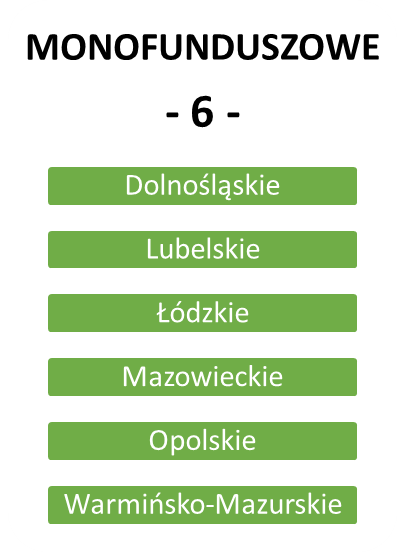 MONOFUNDUSZOWE
- 6 -
Dolnośląskie
Lubelskie
Łódzkie
Mazowieckie
Opolskie
Warmińsko-Mazurskie